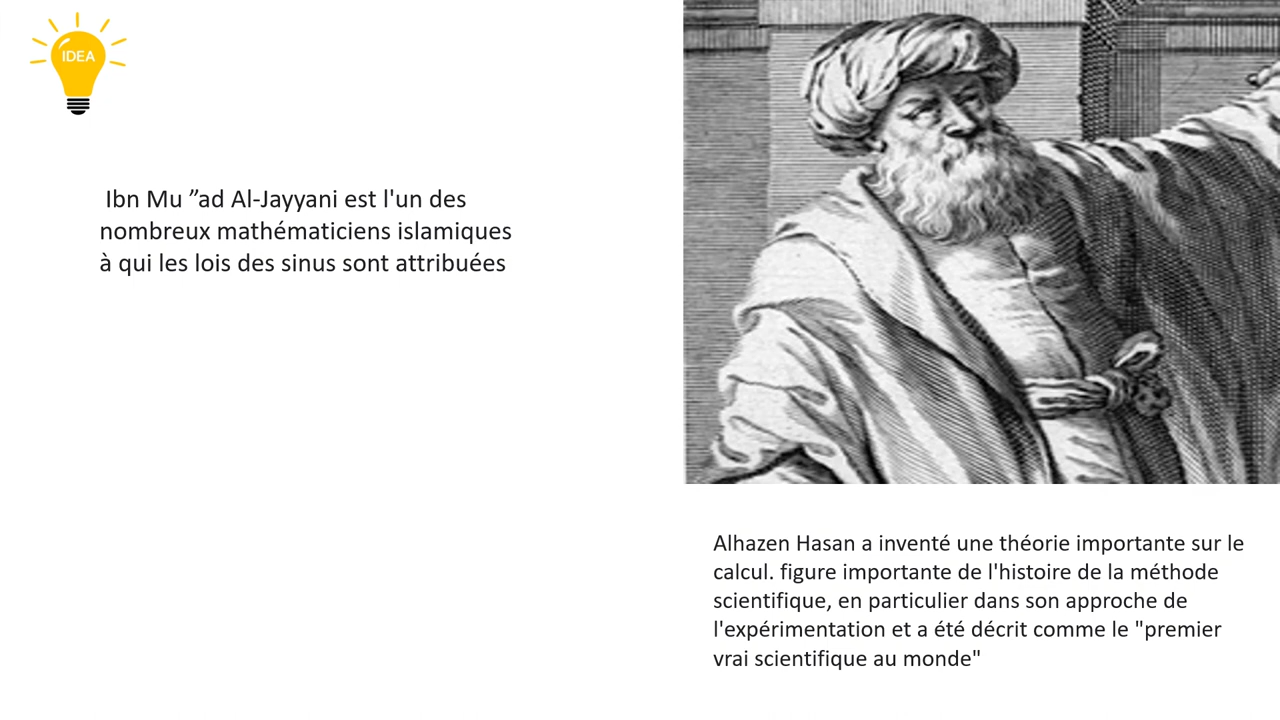 IDEA
Ibn Mu ”ad Al-Jayyani est l'un des
nombreux mathématiciens islamiques
à qui les lois des sinus sont attribuées
Alhazen Hasan a inventé une théorie importante sur le
calcul. figure importante de l'histoire de la méthode
scientifique, en particulier dans son approche de
l'expérimentation et a été décrit comme le "premier
vrai scientifique au monde"